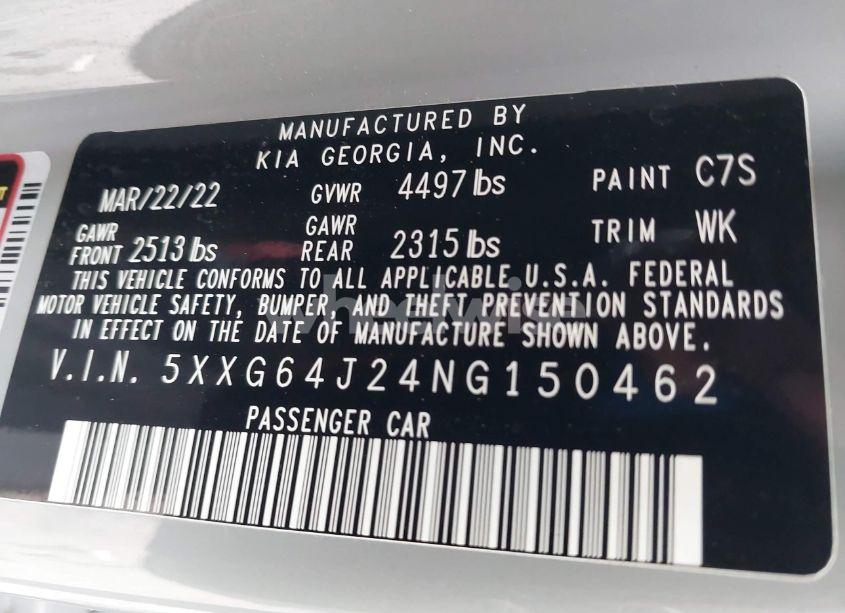 MANUFACTURED BY
KIA GEORGIA, INC.
MAR/22/22 GVWR 4497 lbs PAINT C7S
GAWR FRONT 2513 lbs GAWR REAR 2315 lbs TRIM WK
THIS VEHICLE CONFORMS TO ALL APPLICABLE U.S.A. FEDERAL
MOTOR VEHICLE SAFETY, BUMPER, AND THEFT PREVENTION STANDARDS
IN EFFECT ON THE DATE OF MANUFACTURE SHOWN ABOVE.
V.I.N. 5XXG64J24NG150462
PASSENGER CAR